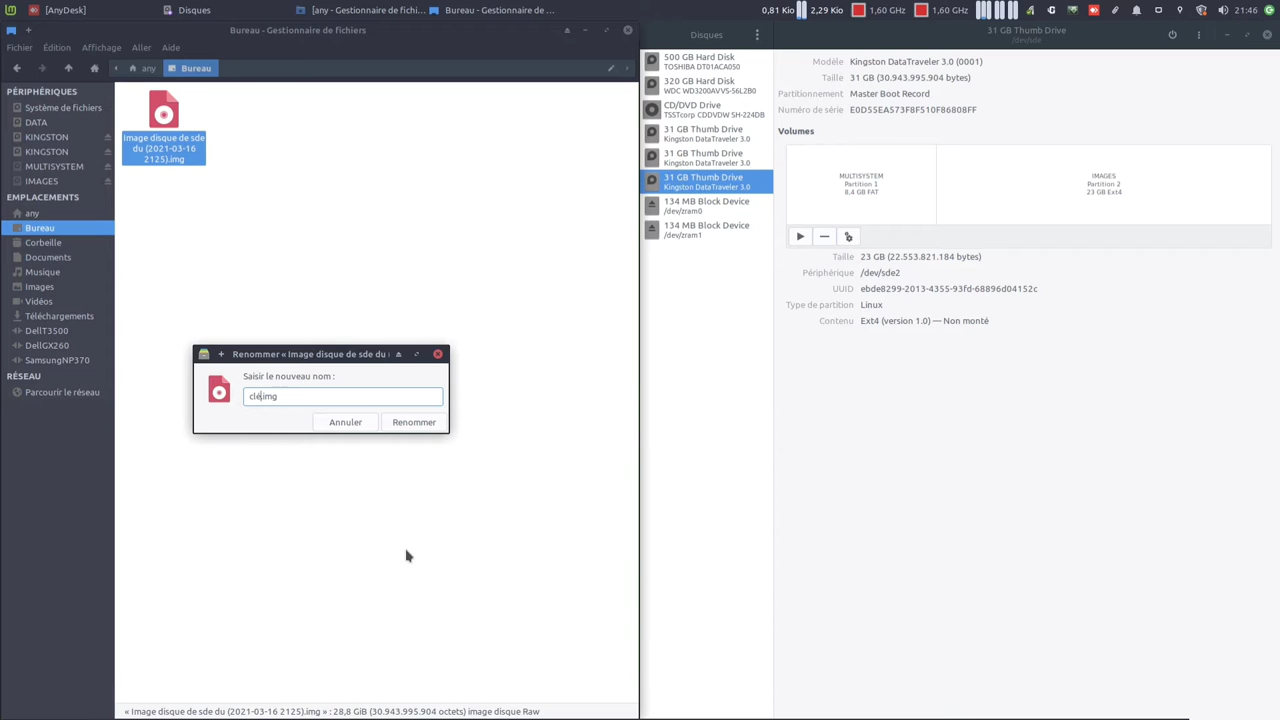 [AnyDesk]
Disques
[any - Gestionnaire de fichi...
Bureau - Gestionnaire de ...
0,81 Kio
2,29 Kio
1,60 GHz
1,60 GHz
21:46
Bureau - Gestionnaire de fichiers
Fichier Édition Affichage Aller Aide
any
Bureau
PÉRIPHÉRIQUES
Système de fichiers
DATA
KINGSTON
KINGSTON
MULTISYSTEM
IMAGES
EMPLACEMENTS
any
Bureau
Corbeille
Documents
Musique
Images
Vidéos
Téléchargements
DellT3500
DellGX260
SamsungNP370
RÉSEAU
Parcourir le réseau
Image disque de sde
du (2021-03-16
2125).img
Renommer « Image disque de sde du
Saisir le nouveau nom :
clé.img
Annuler
Renommer
« Image disque de sde du (2021-03-16 2125).img » : 28,8 GiB (30.943.995.904 octets) image disque Raw
Disques
500 GB Hard Disk
TOSHIBA DT01ACA050
320 GB Hard Disk
WDC WD3200AVVS-56L2B0
CD/DVD Drive
TSSTcorp CDDVDW SH-224DB
31 GB Thumb Drive
Kingston DataTraveler 3.0
31 GB Thumb Drive
Kingston DataTraveler 3.0
31 GB Thumb Drive
Kingston DataTraveler 3.0
134 MB Block Device
/dev/zram0
134 MB Block Device
/dev/zram1
31 GB Thumb Drive
/dev/sde
Modèle Kingston DataTraveler 3.0 (0001)
Taille 31 GB (30.943.995.904 bytes)
Partitionnement Master Boot Record
Numéro de série E0D55EA573F8F510F86808FF
Volumes
MULTISYSTEM
Partition 1
8.4 GB FAT
IMAGES
Partition 2
23 GB Ext4
Taille 23 GB (22.553.821.184 bytes)
Périphérique /dev/sde2
UUID ebde8299-2013-4355-93fd-68896d04152c
Type de partition Linux
Contenu Ext4 (version 1.0) — Non monté